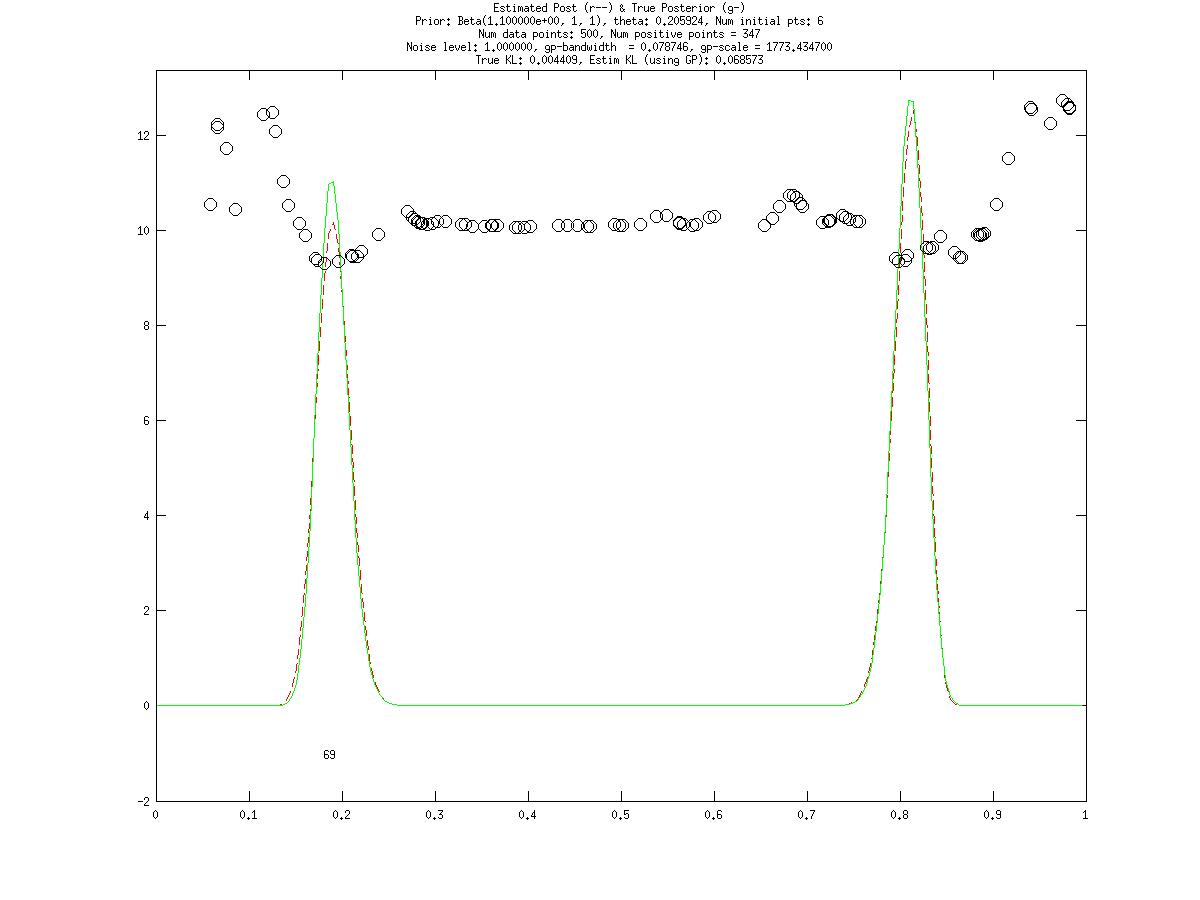 Estimated Post (r--) & True Posterior (g-)
Prior: Beta(1.100000e+00, 1, 1), theta: 0.205924, Num initial pts: 6
Num data points: 500, Num positive points = 347
Noise level: 1.000000, gp-bandwidth  = 0.078746, gp-scale = 1773.434700
True KL: 0.004409, Estim KL (using GP): 0.068573
12
10
8
6
4
2
0
69
-2
0 0.1 0.2 0.3 0.4 0.5 0.6 0.7 0.8 0.9 1